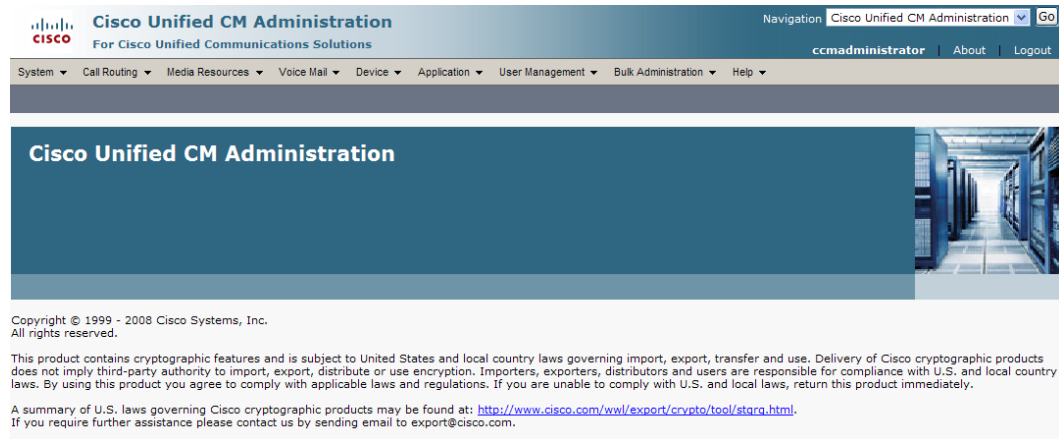 Cisco Unified CM Administration
For Cisco Unified Communications Solutions
CISCO
Navigation Cisco Unified CM Administration Go
ccmadministrator | About | Logout
System Call Routing Media Resources Voice Mail Device Application User Management Bulk Administration Help
Cisco Unified CM Administration
Copyright © 1999 - 2008 Cisco Systems, Inc.
All rights reserved.
This product contains cryptographic features and is subject to United States and local country laws governing import, export, transfer and use. Delivery of Cisco cryptographic products
does not imply third-party authority to import, export, distribute or use encryption. Importers, exporters, distributors and users are responsible for compliance with U.S. and local country
laws. By using this product you agree to comply with applicable laws and regulations. If you are unable to comply with U.S. and local laws, return this product immediately.
A summary of U.S. laws governing Cisco cryptographic products may be found at: http://www.cisco.com/wwl/export/crypto/tool/stqrg.html.
If you require further assistance please contact us by sending email to export@cisco.com.